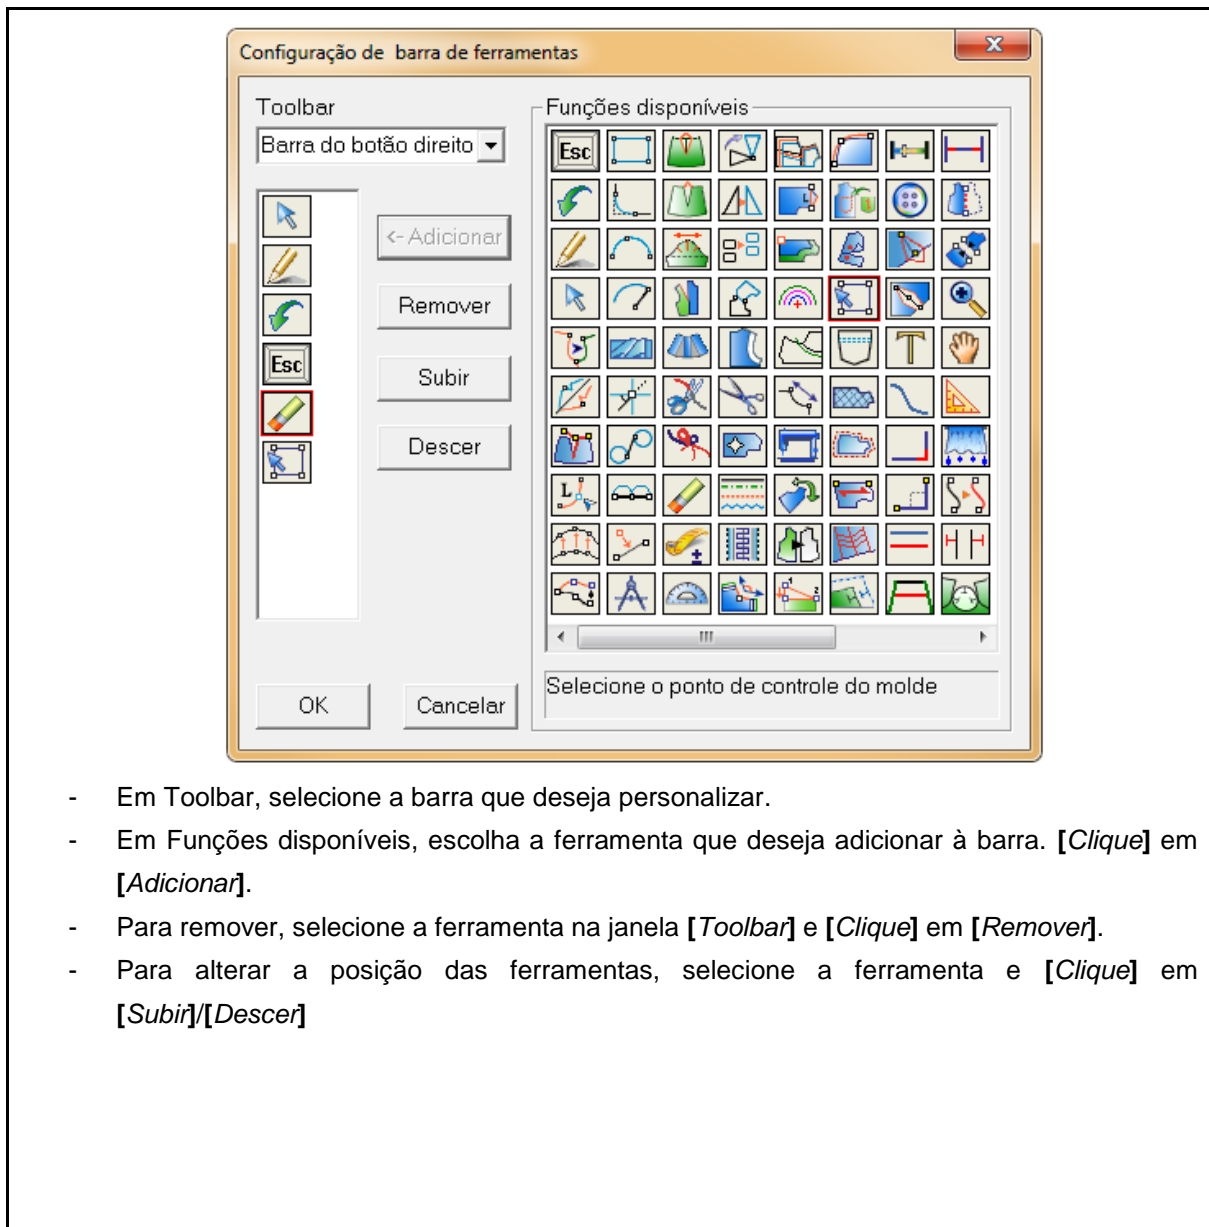 Configuração de barra de ferramentas
Toolbar
Barra do botão direito
<- Adicionar
Remover
Esc
Subir
Descer
OK
Cancelar
Funções disponíveis
Esc
L
Selecione o ponto de controle do molde
- Em Toolbar, selecione a barra que deseja personalizar.
- Em Funções disponíveis, escolha a ferramenta que deseja adicionar à barra. [Clique] em
[Adicionar].
- Para remover, selecione a ferramenta na janela [Toolbar] e [Clique] em [Remover].
- Para alterar a posição das ferramentas, selecione a ferramenta e [Clique] em
[Subir]/[Descer]